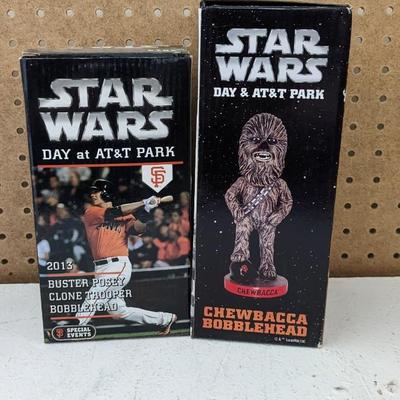 STAR
WARS
DAY at AT&T PARK
SF
2013
BUSTER POSEY
CLONE TROOPER
BOBBLEHEAD
SF SPECIAL
EVENTS
STAR
WARS
DAY & AT&T PARK
CHEWBACCA
CHEWBACCA
BOBBLEHEAD